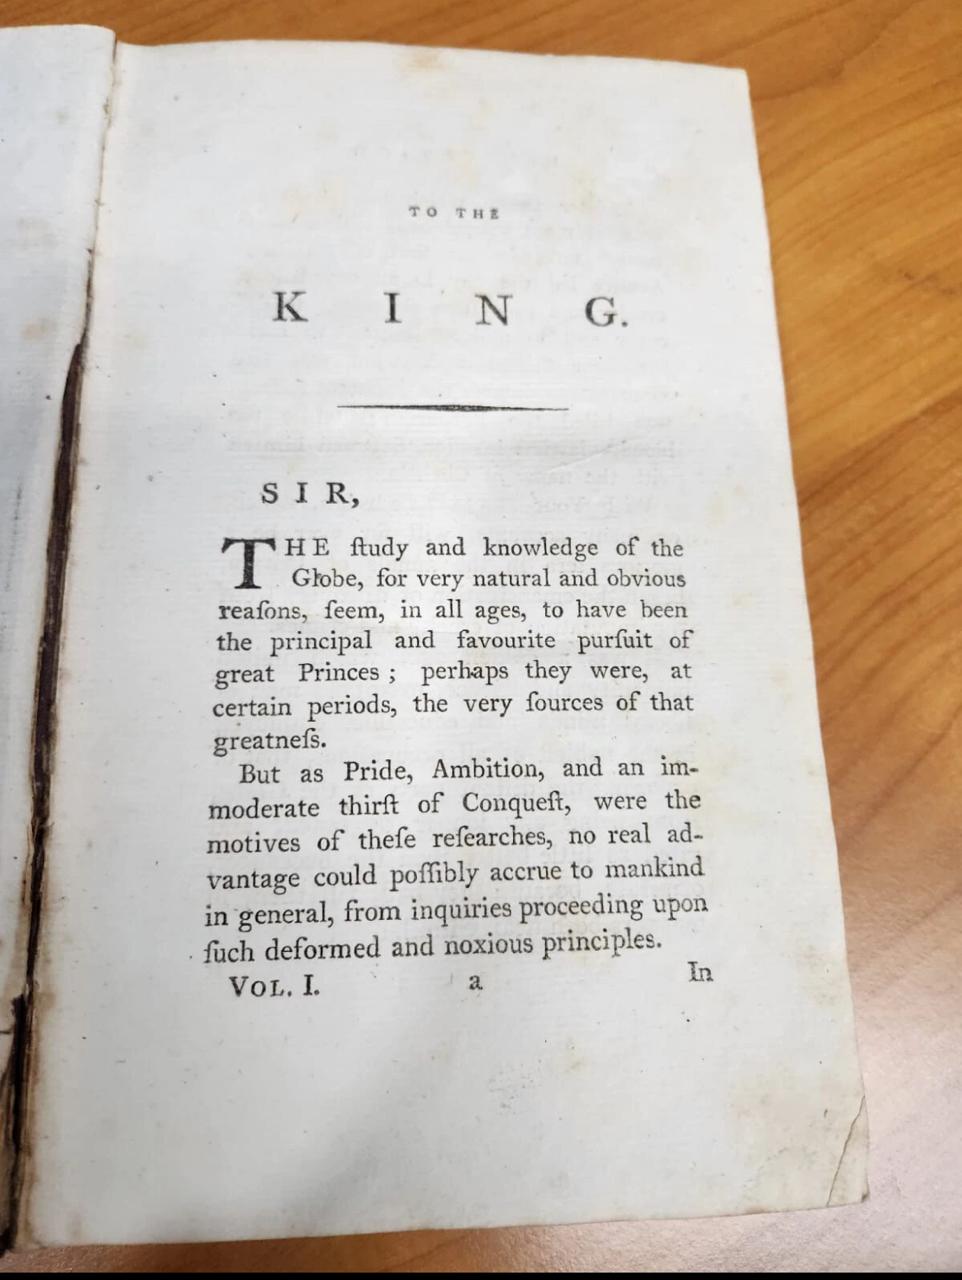 TO THE
KING.
SIR,
THE ſtudy and knowledge of the
Globe, for very natural and obvious
reaſons, ſeem, in all ages, to have been
the principal and favourite purſuit of
great Princes; perhaps they were, at
certain periods, the very ſources of that
greatneſs.
But as Pride, Ambition, and an im-
moderate thirſt of Conqueſt, were the
motives of theſe reſearches, no real ad-
vantage could poſſibly accrue to mankind
in general, from inquiries proceeding upon
ſuch deformed and noxious principles.
VOL. I. a In